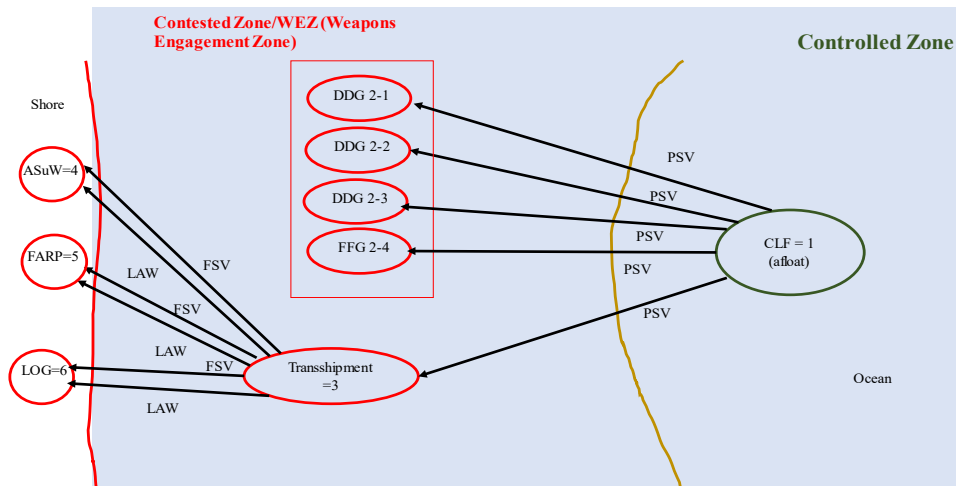 Contested Zone/WEZ (Weapons
Engagement Zone)
Controlled Zone
DDG 2-1
Shore
DDG 2-2
PSV
ASuW=4
PSV
DDG 2-3
PSV
FFG 2-4
CLF = 1
(afloat)
FARP=5
FSV
LAW
PSV
FSV
PSV
LAW
FSV
Transshipment
=3
LOG=6
Ocean
LAW